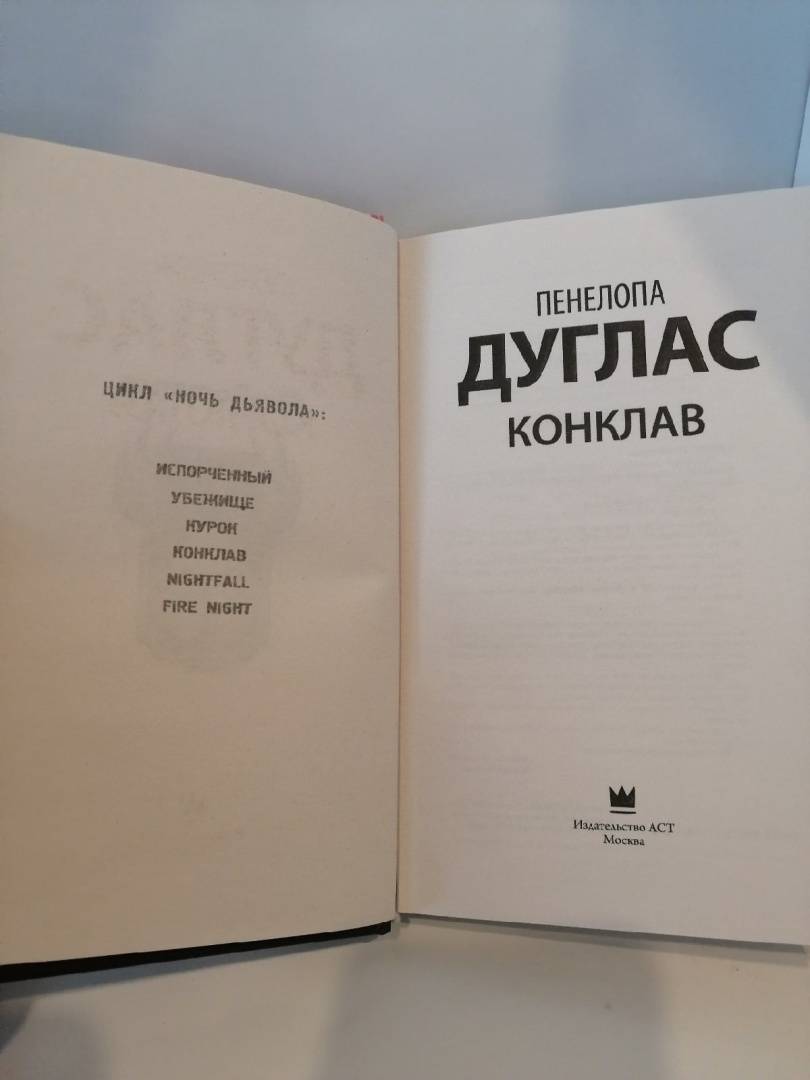 ЦИКЛ «НОЧЬ ДЬЯВОЛА»:
ИСПОРЧЕННЫЙ
УБЕЖИЩЕ
КУРОК
КОНКЛАВ
NIGHTFALL
FIRE NIGHT
ПЕНЕЛОПА
ДУГЛАС
КОНКЛАВ
Издательство АСТ
Москва